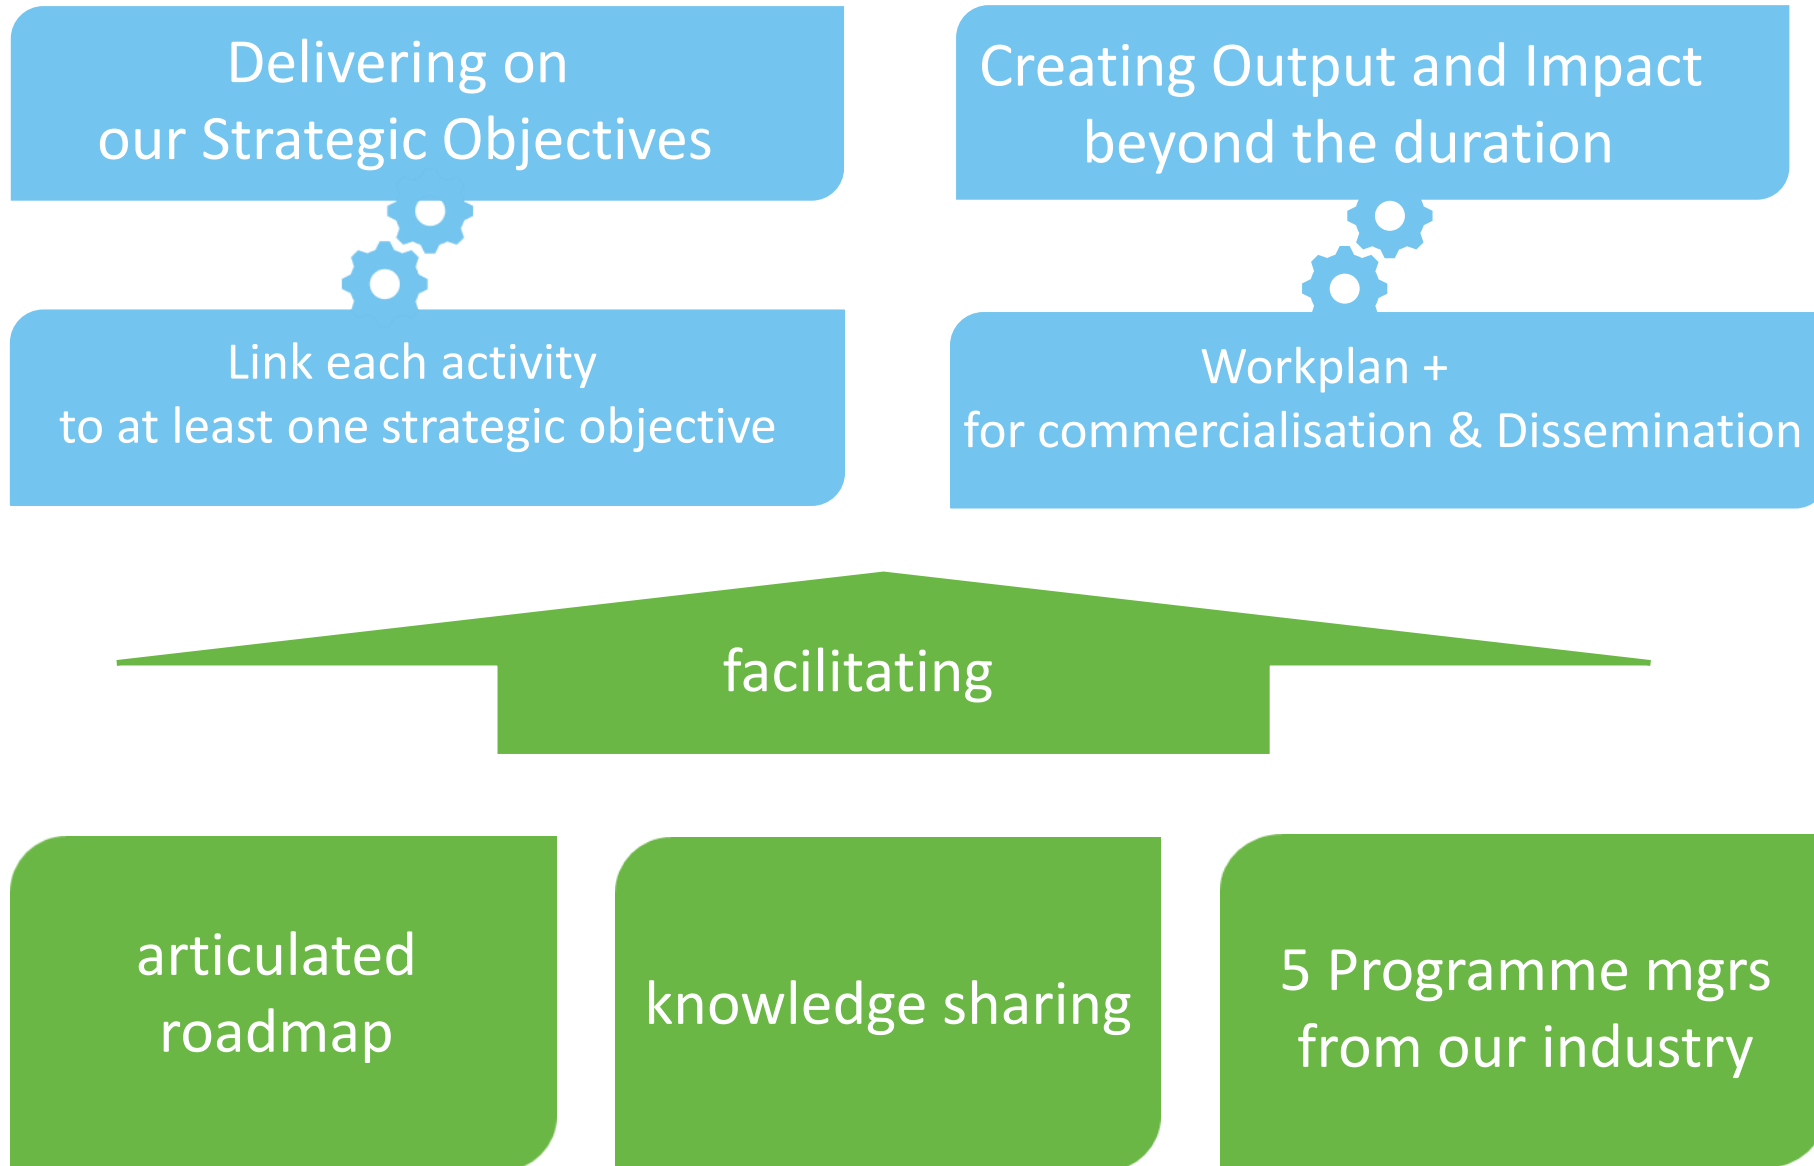 Delivering on
our Strategic Objectives
Creating Output and Impact
beyond the duration
Link each activity
to at least one strategic objective
Workplan +
for commercialisation & Dissemination
facilitating
articulated
roadmap
knowledge sharing
5 Programme mgrs
from our industry